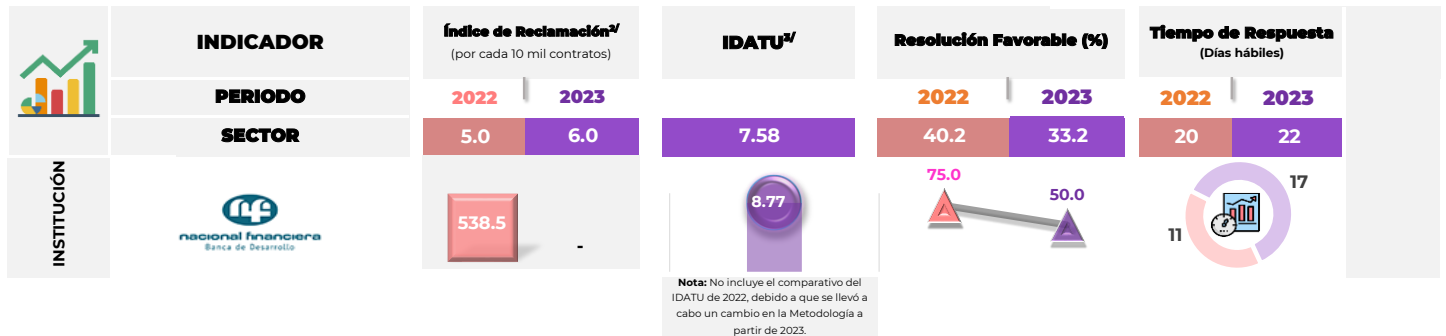 INDICADOR
Índice de Reclamación2/
(por cada 10 mil contratos)
IDATU3/
Resolución Favorable (%)
Tiempo de Respuesta
(Días hábiles)
PERIODO
2022
2023
2022
2023
2022
2023
SECTOR
5.0
6.0
7.58
40.2
33.2
20
22
INSTITUCIÓN
nacional financiera
Banca de Desarrollo
538.5
-
8.77
75.0
50.0
11
17
Nota: No incluye el comparativo del
IDATU de 2022, debido a que se llevó a
cabo un cambio en la Metodología a
partir de 2023.